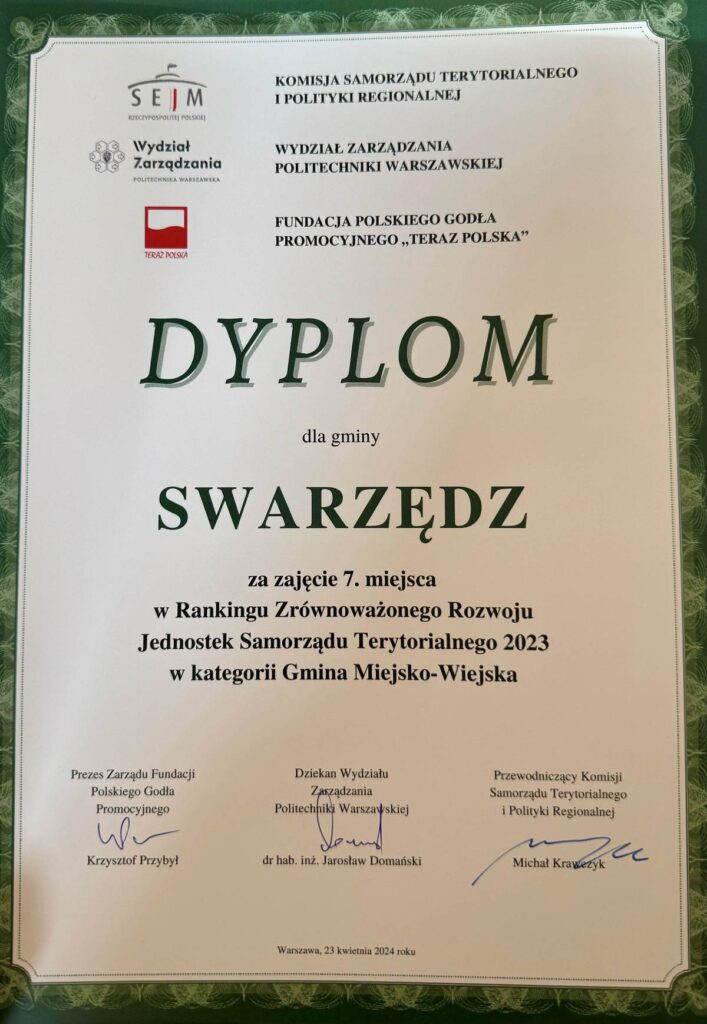 SEJM
RZECZYPOSPOLITEJ POLSKIEJ
KOMISJA SAMORZĄDU TERYTORIALNEGO
I POLITYKI REGIONALNEJ
Wydział
Zarządzania
POLITECHNIKA WARSZAWSKA
WYDZIAŁ ZARZĄDZANIA
POLITECHNIKI WARSZAWSKIEJ
TERAZ POLSKA
FUNDACJA POLSKIEGO GODŁA
PROMOCYJNEGO „TERAZ POLSKA”
DYPLOM
dla gminy
SWARZĘDZ
za zajęcie 7. miejsca
w Rankingu Zrównoważonego Rozwoju
Jednostek Samorządu Terytorialnego 2023
w kategorii Gmina Miejsko-Wiejska
Prezes Zarządu Fundacji
Polskiego Godła
Promocyjnego
Krzysztof Przybył
Dziekan Wydziału
Zarządzania
Politechniki Warszawskiej
dr hab. inż. Jarosław Domański
Przewodniczący Komisji
Samorządu Terytorialnego
i Polityki Regionalnej
Michał Krawczyk
Warszawa, 23 kwietnia 2024 roku